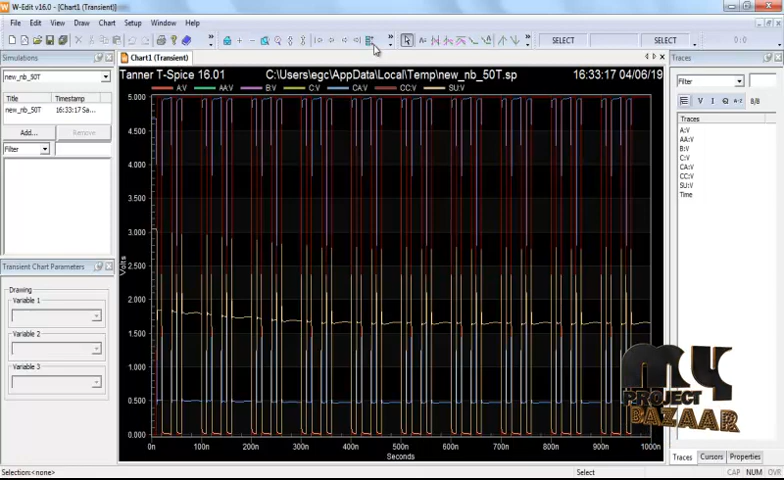 W-Edit v16.0 - Chart1 (Transient)
File Edit View Draw Chart Setup Window Help
SELECT SELECT 0:0
Simulations
new_nb_50T
Title Timestamp
new_nb_50T 16:33:17 Sa...
Add... Remove
Filter
Transient Chart Parameters
Drawing
Variable 1
Variable 2
Variable 3
Chart1 (Transient)
Tanner T-Spice 16.01 C:\Users\egc\AppData\Local\Temp\new_nb_50T.sp 16:33:17 04/06/19
A:V AA:V B:V C:V CA:V CC:V SU:V
5.000
4.500
4.000
3.500
3.000
2.500
2.000
1.500
1.000
0.500
0.000
Volts
0n 100n 200n 300n 400n 500n 600n 700n 800n 900n 1000n
Seconds
Traces
Filter
V I Q A-Z B/B
Traces
A:V
AA:V
B:V
C:V
CA:V
CC:V
SU:V
Time
MY
PROJECT
BAZAAR
Traces Cursors Properties
Selection:<none> Select CAP NUM OVR